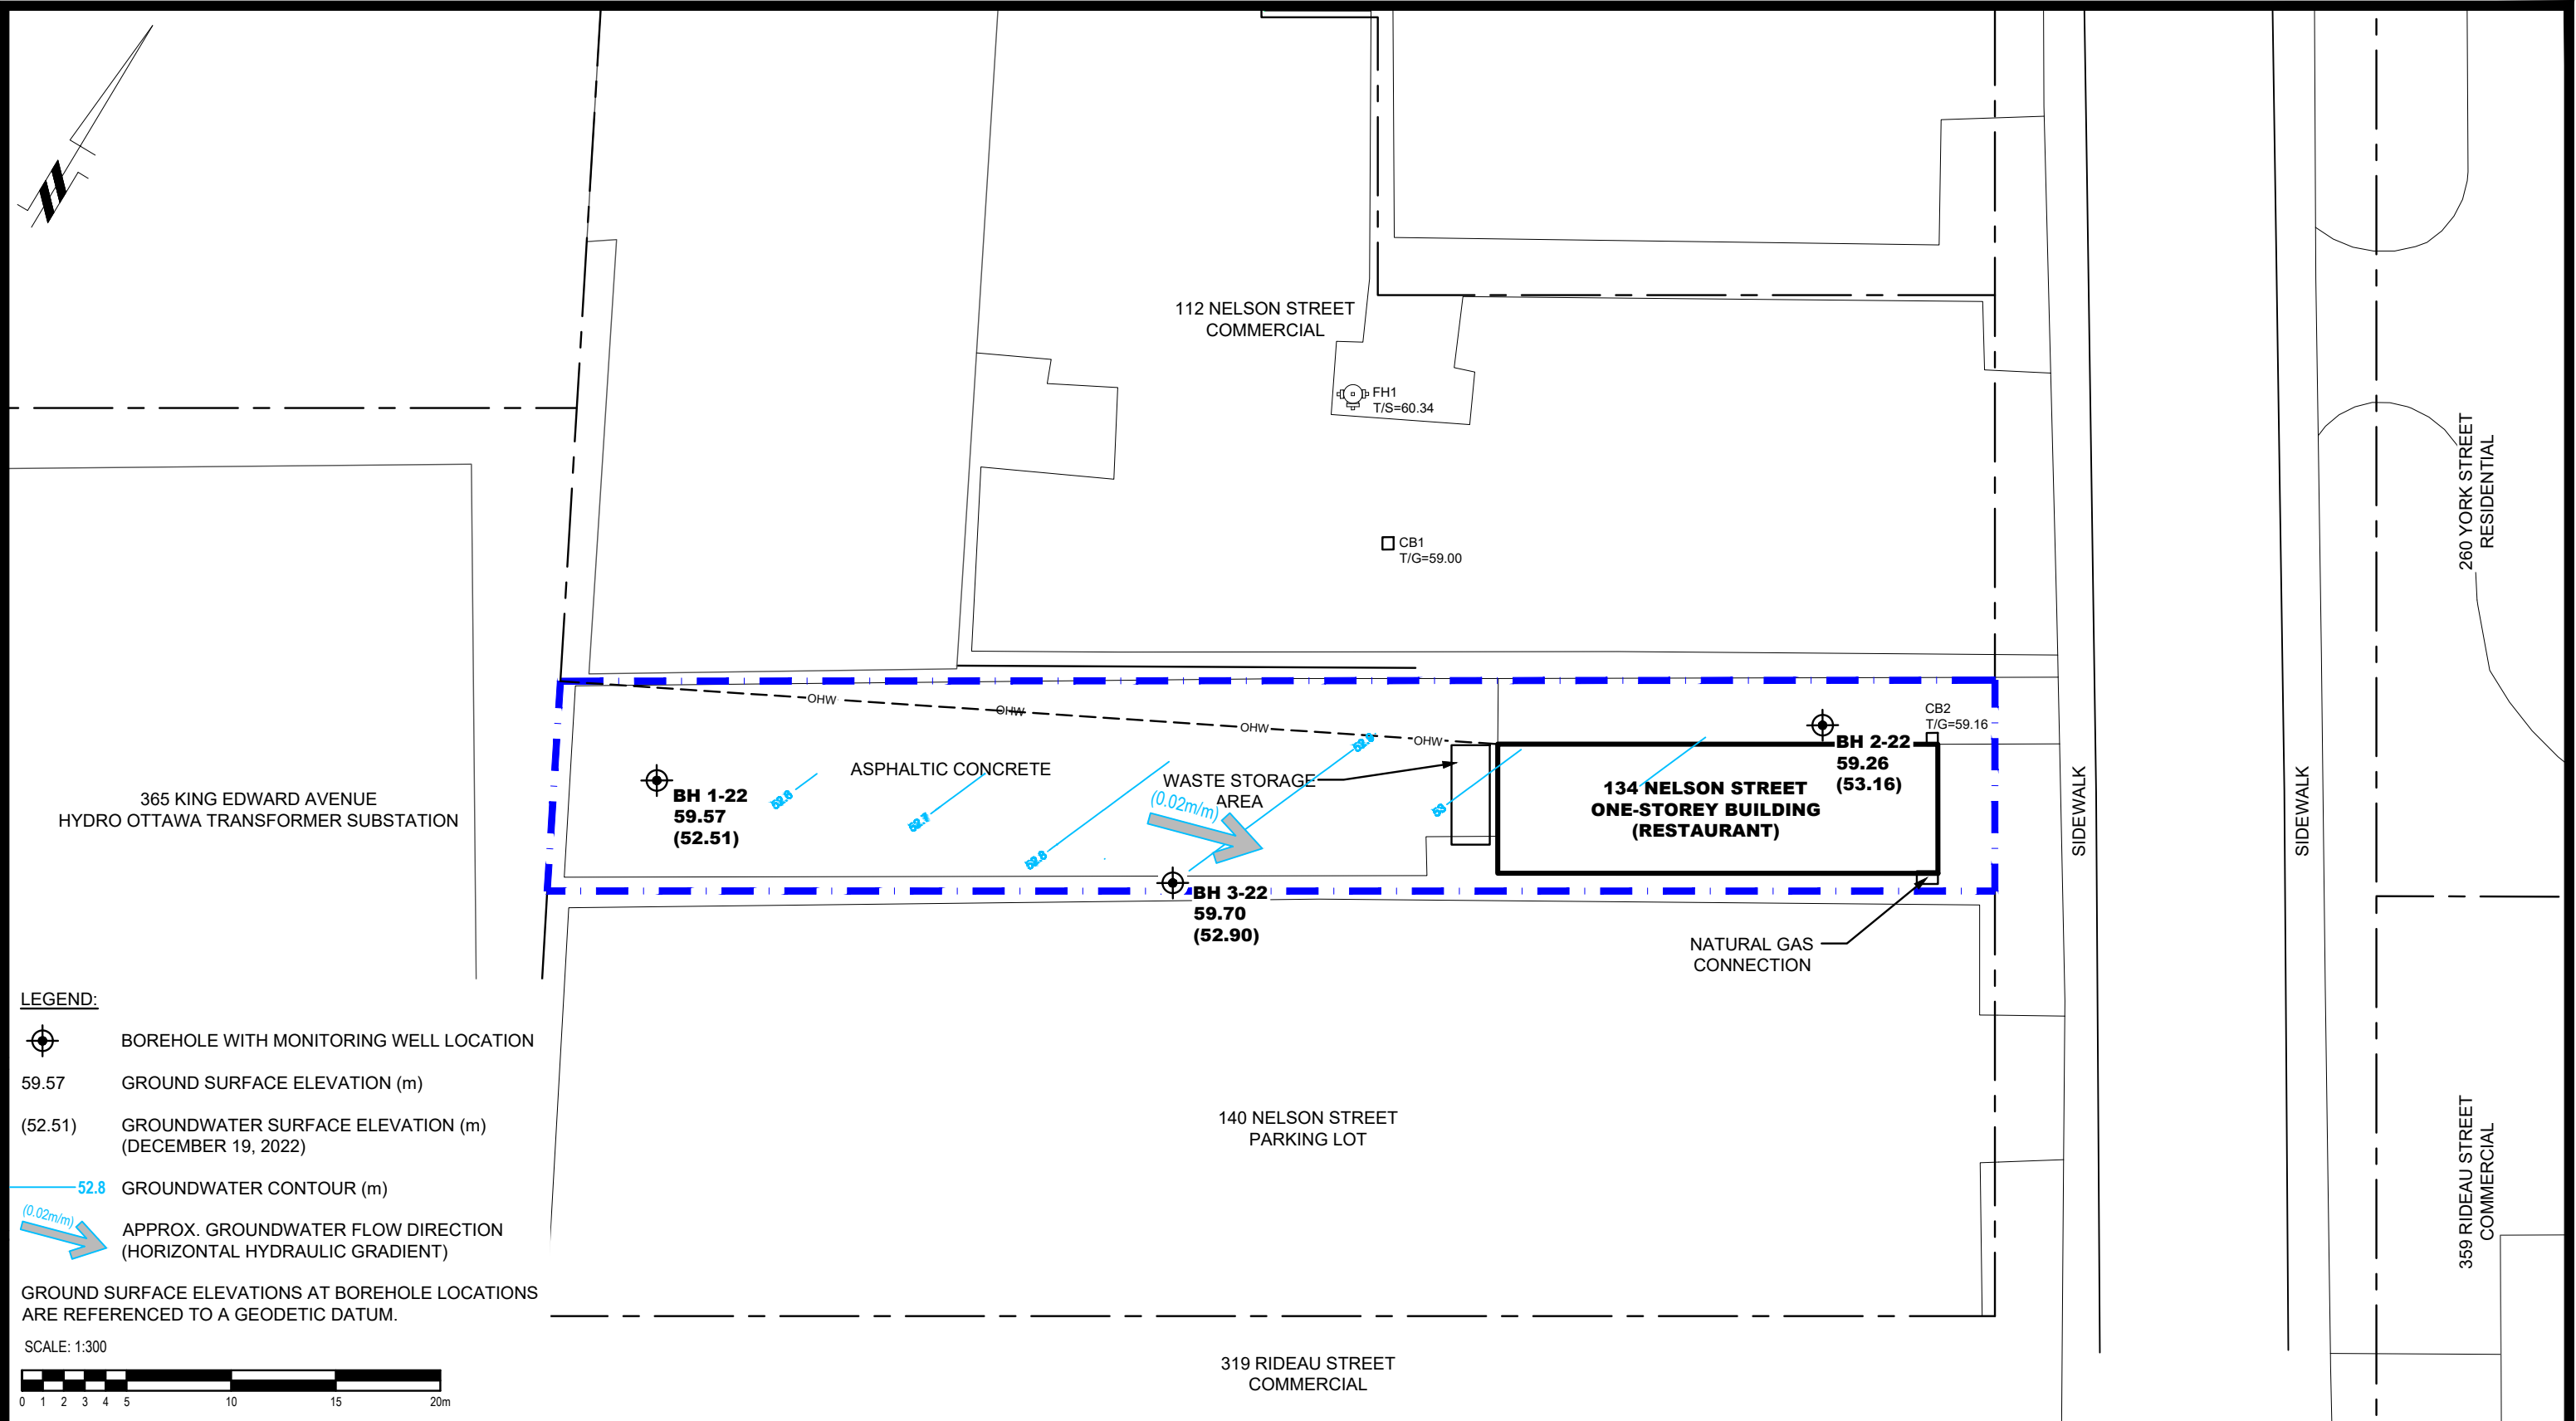 112 NELSON STREET
COMMERCIAL
FH1
T/S=60.34
CB1
T/G=59.00
260 YORK STREET
RESIDENTIAL
OHW
OHW
OHW
OHW
CB2
T/G=59.16
BH 2-22
59.26
(53.16)
ASPHALTIC CONCRETE
WASTE STORAGE
AREA
134 NELSON STREET
ONE-STOREY BUILDING
(RESTAURANT)
365 KING EDWARD AVENUE
HYDRO OTTAWA TRANSFORMER SUBSTATION
BH 1-22
59.57
(52.51)
52.7
52.8
(0.02m/m)
52.9
53
SIDEWALK
SIDEWALK
BH 3-22
59.70
(52.90)
NATURAL GAS
CONNECTION
LEGEND:
BOREHOLE WITH MONITORING WELL LOCATION
59.57 GROUND SURFACE ELEVATION (m)
(52.51) GROUNDWATER SURFACE ELEVATION (m)
(DECEMBER 19, 2022)
52.8 GROUNDWATER CONTOUR (m)
(0.02m/m)
APPROX. GROUNDWATER FLOW DIRECTION
(HORIZONTAL HYDRAULIC GRADIENT)
GROUND SURFACE ELEVATIONS AT BOREHOLE LOCATIONS
ARE REFERENCED TO A GEODETIC DATUM.
SCALE: 1:300
0 1 2 3 4 5 10 15 20m
140 NELSON STREET
PARKING LOT
319 RIDEAU STREET
COMMERCIAL
359 RIDEAU STREET
COMMERCIAL